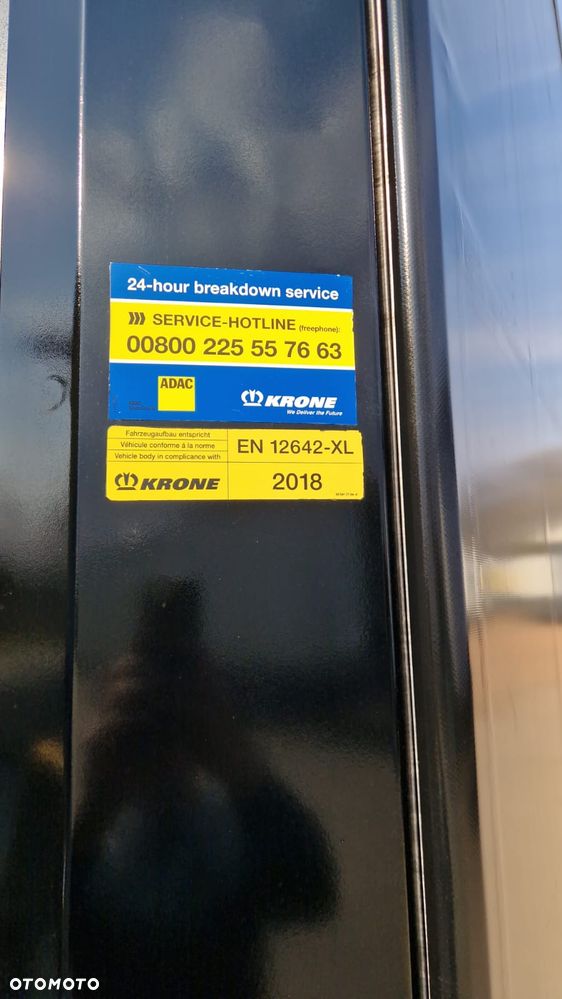 24-hour breakdown service
))) SERVICE-HOTLINE (freephone):
00800 225 55 76 63
ADAC
KRONE
We Deliver the Future
Fahrzeugaufbau entspricht
Véhicule conforme à la norme
Vehicle body in complicance with
EN 12642-XL
KRONE
2018
OTOMOTO